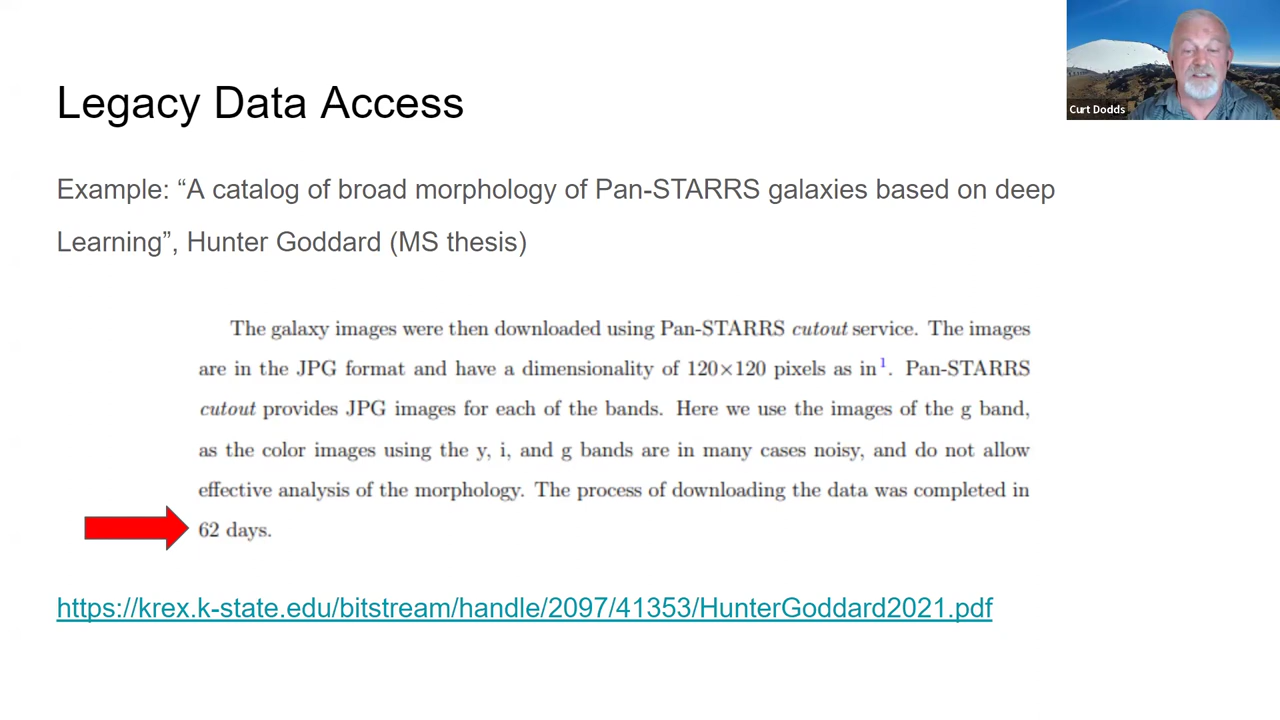 Legacy Data Access
Curt Dodds
Example: “A catalog of broad morphology of Pan-STARRS galaxies based on deep
Learning”, Hunter Goddard (MS thesis)
The galaxy images were then downloaded using Pan-STARRS cutout service. The images
are in the JPG format and have a dimensionality of 120×120 pixels as in¹. Pan-STARRS
cutout provides JPG images for each of the bands. Here we use the images of the g band,
as the color images using the y, i, and g bands are in many cases noisy, and do not allow
effective analysis of the morphology. The process of downloading the data was completed in
62 days.
https://krex.k-state.edu/bitstream/handle/2097/41353/HunterGoddard2021.pdf